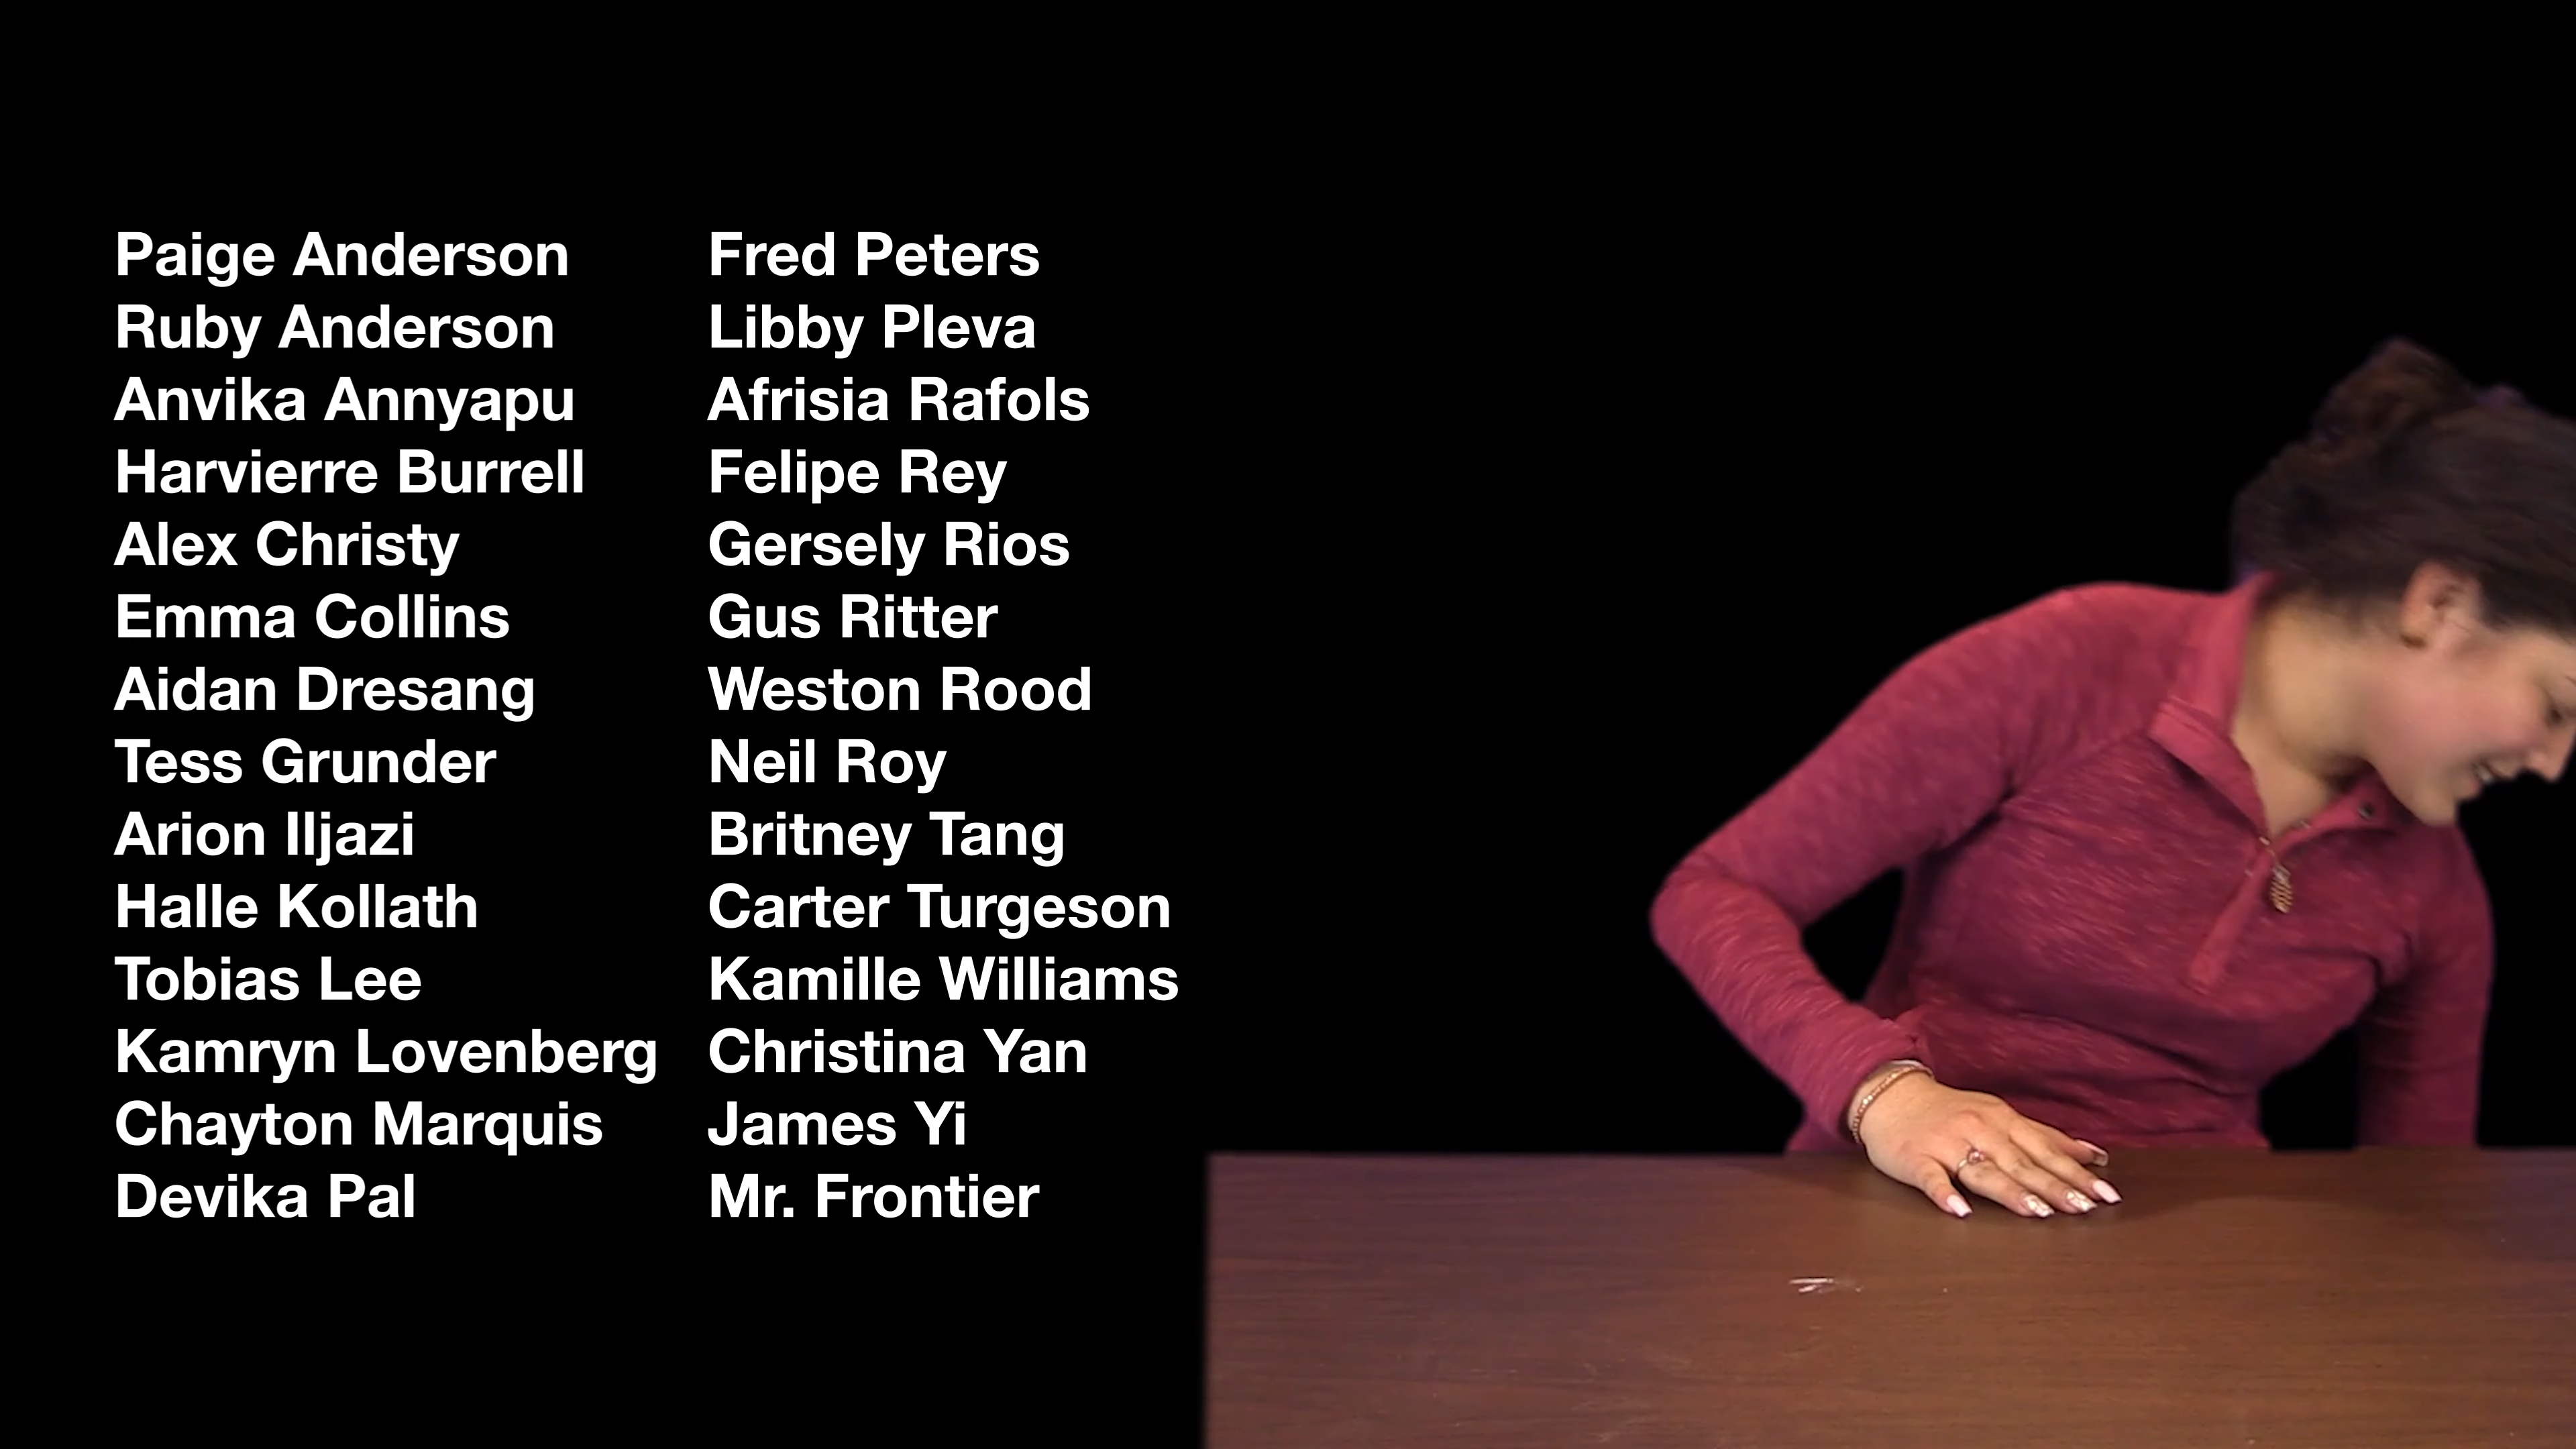 Paige Anderson
Ruby Anderson
Anvika Annyapu
Harvierre Burrell
Alex Christy
Emma Collins
Aidan Dresang
Tess Grunder
Arion Iljazi
Halle Kollath
Tobias Lee
Kamryn Lovenberg
Chayton Marquis
Devika Pal
Fred Peters
Libby Pleva
Afrisia Rafols
Felipe Rey
Gersely Rios
Gus Ritter
Weston Rood
Neil Roy
Britney Tang
Carter Turgeson
Kamille Williams
Christina Yan
James Yi
Mr. Frontier